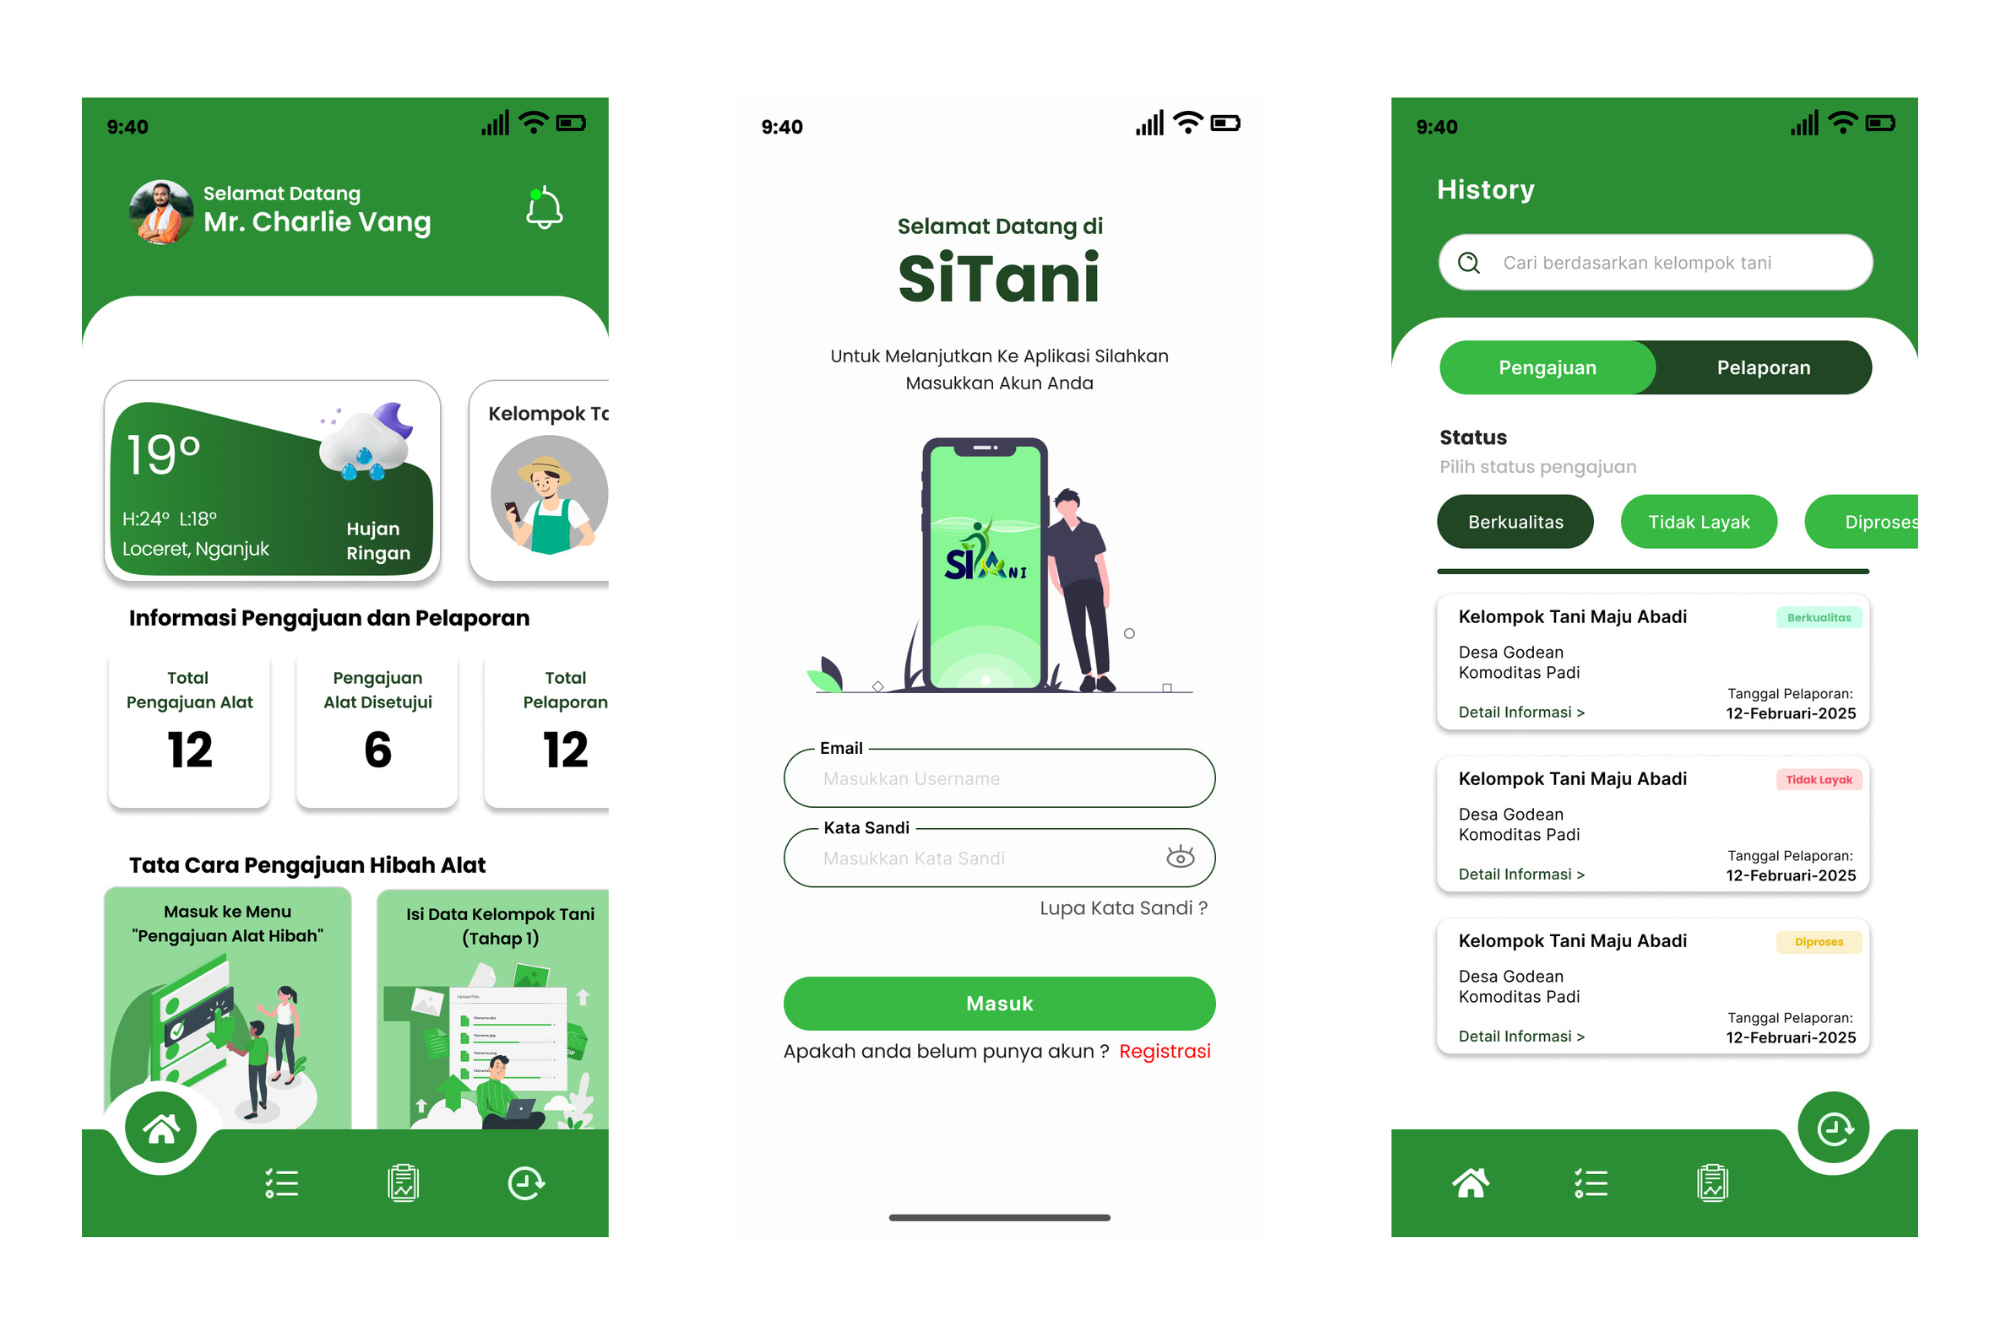 9:40
Selamat Datang
Mr. Charlie Vang
19°
H:24° L:18°
Loceret, Nganjuk
Hujan
Ringan
Kelompok Ta
Informasi Pengajuan dan Pelaporan
Total
Pengajuan Alat
12
Pengajuan
Alat Disetujui
6
Total
Pelaporan
12
Tata Cara Pengajuan Hibah Alat
Masuk ke Menu
"Pengajuan Alat Hibah"
Isi Data Kelompok Tani
(Tahap 1)
Upload Files
9:40
Selamat Datang di
SiTani
Untuk Melanjutkan Ke Aplikasi Silahkan
Masukkan Akun Anda
SITANI
Email
Masukkan Username
Kata Sandi
Masukkan Kata Sandi
Lupa Kata Sandi ?
Masuk
Apakah anda belum punya akun ? Registrasi
9:40
History
Cari berdasarkan kelompok tani
Pengajuan
Pelaporan
Status
Pilih status pengajuan
Berkualitas
Tidak Layak
Diproses
Kelompok Tani Maju Abadi
Berkualitas
Desa Godean
Komoditas Padi
Tanggal Pelaporan:
Detail Informasi >
12-Februari-2025
Kelompok Tani Maju Abadi
Tidak Layak
Desa Godean
Komoditas Padi
Tanggal Pelaporan:
Detail Informasi >
12-Februari-2025
Kelompok Tani Maju Abadi
Diproses
Desa Godean
Komoditas Padi
Tanggal Pelaporan:
Detail Informasi >
12-Februari-2025